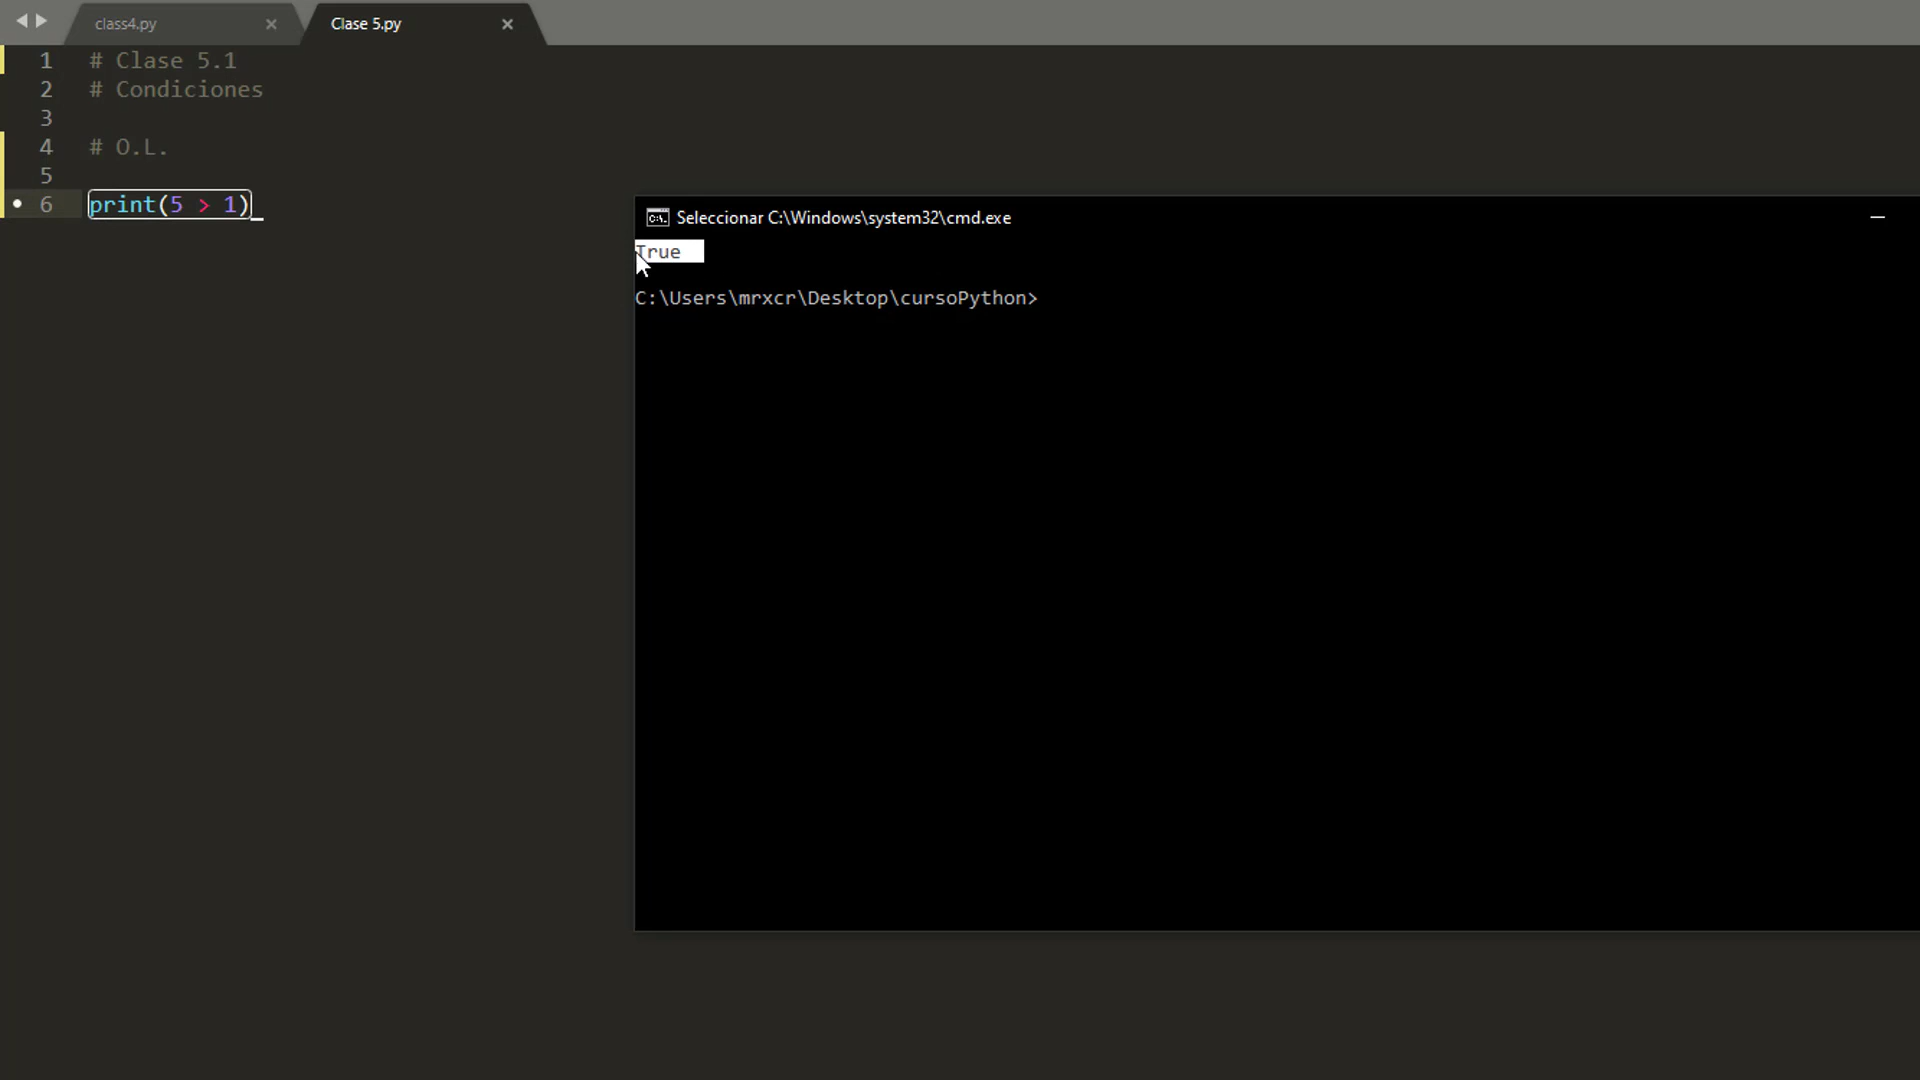 class4.py
Clase 5.py
1 # Clase 5.1
2 # Condiciones
3
4 # O.L.
5
6 print(5 > 1)
Seleccionar C:\Windows\system32\cmd.exe
True
C:\Users\mrxcr\Desktop\cursoPython>